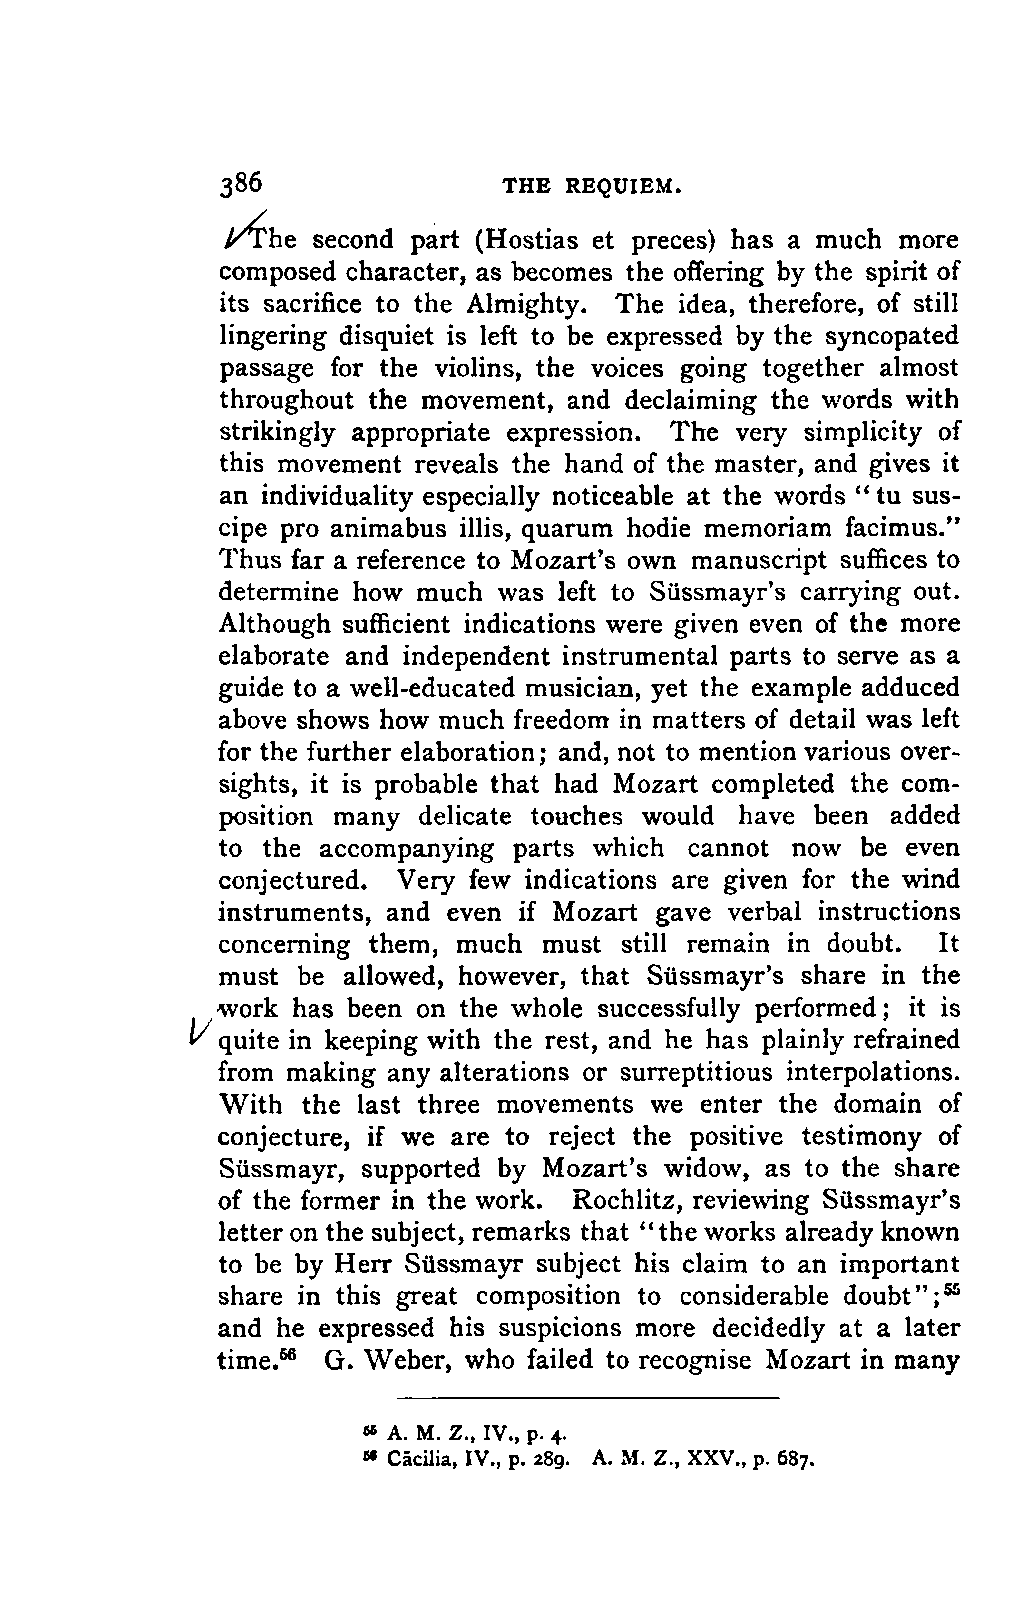 386 THE REQUIEM.
The second part (Hostias et preces) has a much more
composed character, as becomes the offering by the spirit of
its sacrifice to the Almighty. The idea, therefore, of still
lingering disquiet is left to be expressed by the syncopated
passage for the violins, the voices going together almost
throughout the movement, and declaiming the words with
strikingly appropriate expression. The very simplicity of
this movement reveals the hand of the master, and gives it
an individuality especially noticeable at the words “tu sus-
cipe pro animabus illis, quarum hodie memoriam facimus.”
Thus far a reference to Mozart's own manuscript suffices to
determine how much was left to Süssmayr's carrying out.
Although sufficient indications were given even of the more
elaborate and independent instrumental parts to serve as a
guide to a well-educated musician, yet the example adduced
above shows how much freedom in matters of detail was left
for the further elaboration; and, not to mention various over-
sights, it is probable that had Mozart completed the com-
position many delicate touches would have been added
to the accompanying parts which cannot now be even
conjectured. Very few indications are given for the wind
instruments, and even if Mozart gave verbal instructions
concerning them, much must still remain in doubt. It
must be allowed, however, that Süssmayr's share in the
work has been on the whole successfully performed; it is
quite in keeping with the rest, and he has plainly refrained
from making any alterations or surreptitious interpolations.
With the last three movements we enter the domain of
conjecture, if we are to reject the positive testimony of
Süssmayr, supported by Mozart's widow, as to the share
of the former in the work. Rochlitz, reviewing Süssmayr's
letter on the subject, remarks that “the works already known
to be by Herr Süssmayr subject his claim to an important
share in this great composition to considerable doubt”;⁵⁵
and he expressed his suspicions more decidedly at a later
time.⁵⁶ G. Weber, who failed to recognise Mozart in many
⁵⁵ A. M. Z., IV., p. 4.
⁵⁶ Cäcilia, IV., p. 289. A. M. Z., XXV., p. 687.